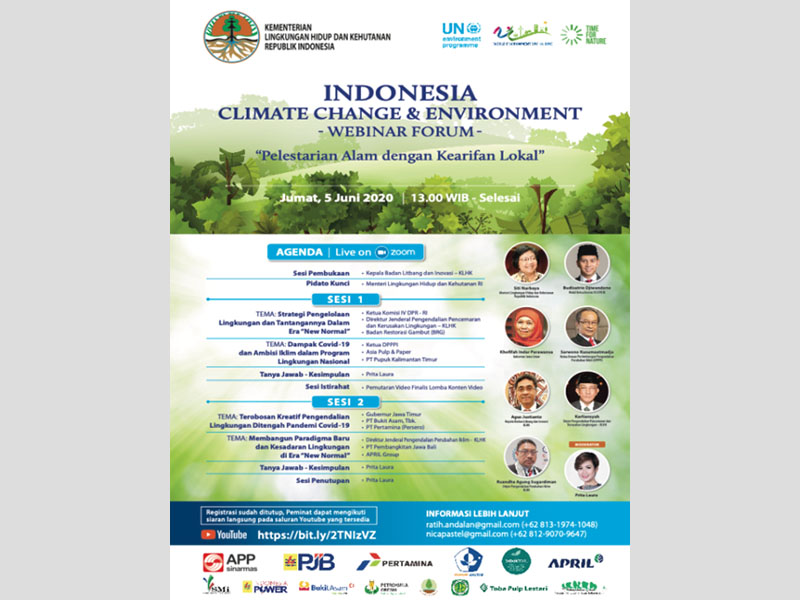 KEMENTERIAN
LINGKUNGAN HIDUP DAN KEHUTANAN
REPUBLIK INDONESIA
UN
environment
programme
TIME
FOR
NATURE
INDONESIA
CLIMATE CHANGE & ENVIRONMENT
- WEBINAR FORUM -
“Pelestarian Alam dengan Kearifan Lokal”
Jumat, 5 Juni 2020 | 13.00 WIB - Selesai
AGENDA | Live on zoom
Sesi Pembukaan • Kepala Badan Litbang dan Inovasi – KLHK
Pidato Kunci • Menteri Lingkungan Hidup dan Kehutanan RI
SESI 1
TEMA: Strategi Pengelolaan
Lingkungan dan Tantangannya Dalam
Era “New Normal”
• Ketua Komisi IV DPR - RI
• Direktur Jenderal Pengendalian Pencemaran
dan Kerusakan Lingkungan – KLHK
• Badan Restorasi Gambut (BRG)
TEMA: Dampak Covid-19
dan Ambisi Iklim dalam Program
Lingkungan Nasional
• Ketua DPPPI
• Asia Pulp & Paper
• PT Pupuk Kalimantan Timur
Tanya Jawab - Kesimpulan • Prita Laura
Sesi Istirahat • Pemutaran Video Finalis Lomba Konten Video
SESI 2
TEMA: Terobosan Kreatif Pengendalian
Lingkungan Ditengah Pandemi Covid-19
• Gubernur Jawa Timur
• PT Bukit Asam, Tbk.
• PT Pertamina (Persero)
TEMA: Membangun Paradigma Baru
dan Kesadaran Lingkungan
di Era “New Normal”
• Direktur Jenderal Pengendalian Perubahan Iklim - KLHK
• PT Pembangkitan Jawa Bali
• APRIL Group
Tanya Jawab - Kesimpulan • Prita Laura
Sesi Penutupan • Prita Laura
Siti Nurbaya
Budisatrio Djiwandono
Khofifah Indar Parawansa
Sarwono Kusumaatmadja
Agus Justianto
Karliansyah
Ruandha Agung Sugardiman
MODERATOR
Prita Laura
Registrasi sudah ditutup, Peminat dapat mengikuti
siaran langsung pada saluran Youtube yang tersedia
YouTube https://bit.ly/2TNIzVZ
INFORMASI LEBIH LANJUT
ratih.andalan@gmail.com (+62 813-1974-1048)
nicapastel@gmail.com (+62 812-9070-9647)
APP
sinarmas
PJB
PERTAMINA
APRIL
SMI
INDONESIA
POWER
BukitAsam
Toba Pulp Lestari